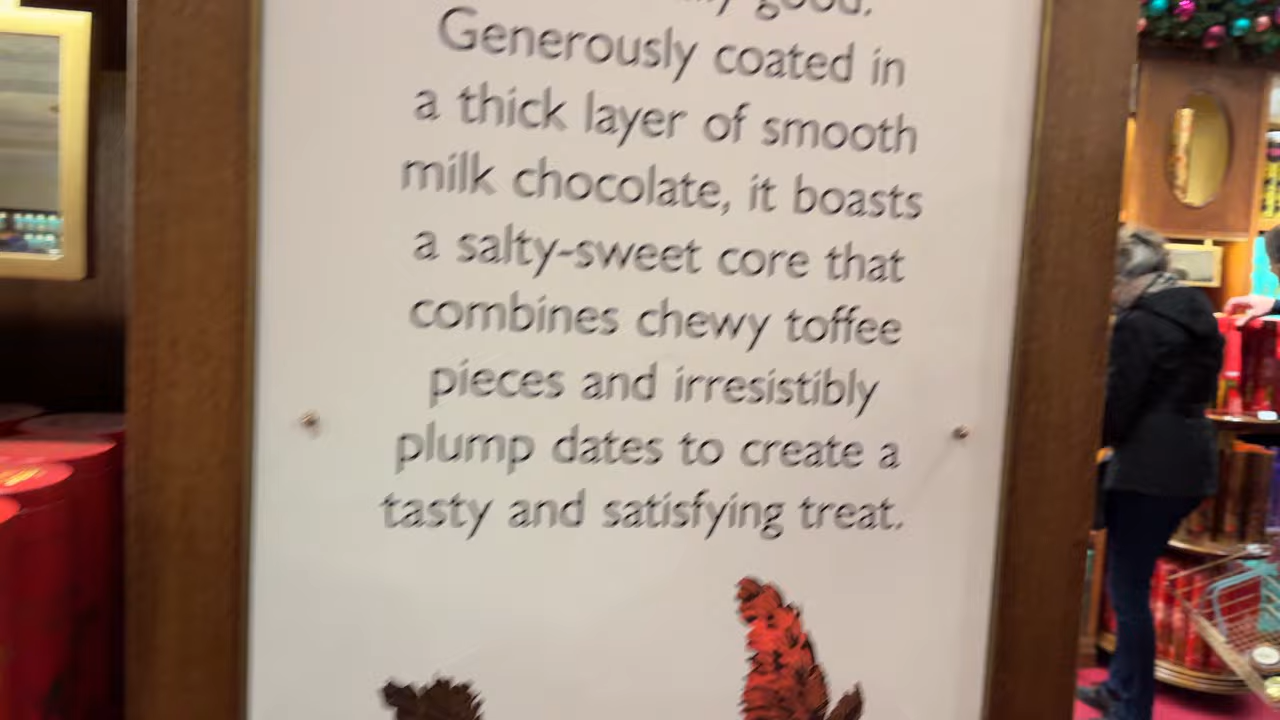 good.
Generously coated in
a thick layer of smooth
milk chocolate, it boasts
a salty-sweet core that
combines chewy toffee
pieces and irresistibly
plump dates to create a
tasty and satisfying treat.